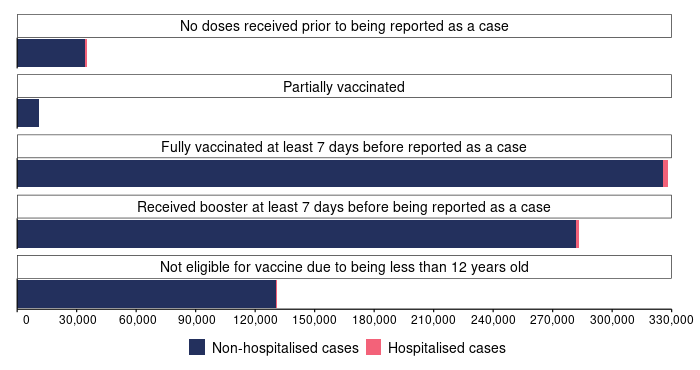 No doses received prior to being reported as a case
Partially vaccinated
Fully vaccinated at least 7 days before reported as a case
Received booster at least 7 days before being reported as a case
Not eligible for vaccine due to being less than 12 years old
0 30,000 60,000 90,000 120,000 150,000 180,000 210,000 240,000 270,000 300,000 330,000
Non-hospitalised cases Hospitalised cases